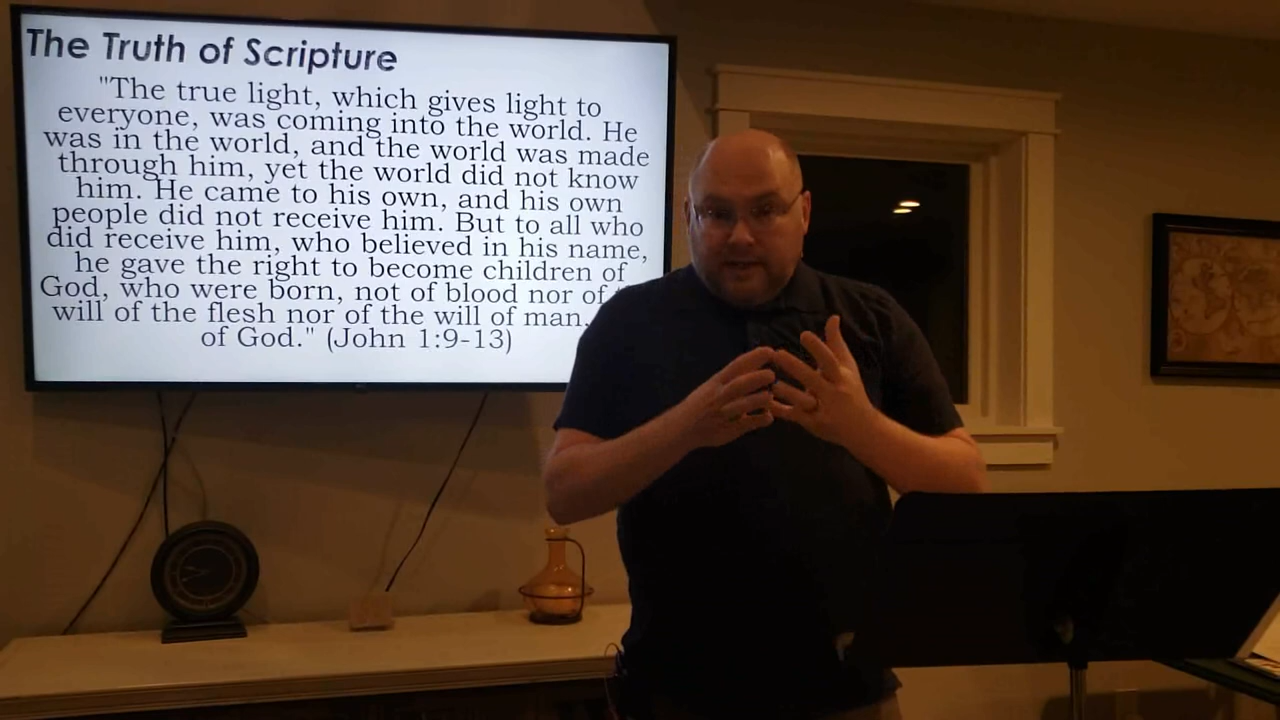 The Truth of Scripture
"The true light, which gives light to
everyone, was coming into the world. He
was in the world, and the world was made
through him, yet the world did not know
him. He came to his own, and his own
people did not receive him. But to all who
did receive him, who believed in his name,
he gave the right to become children of
God, who were born, not of blood nor of
will of the flesh nor of the will of man,
of God." (John 1:9-13)